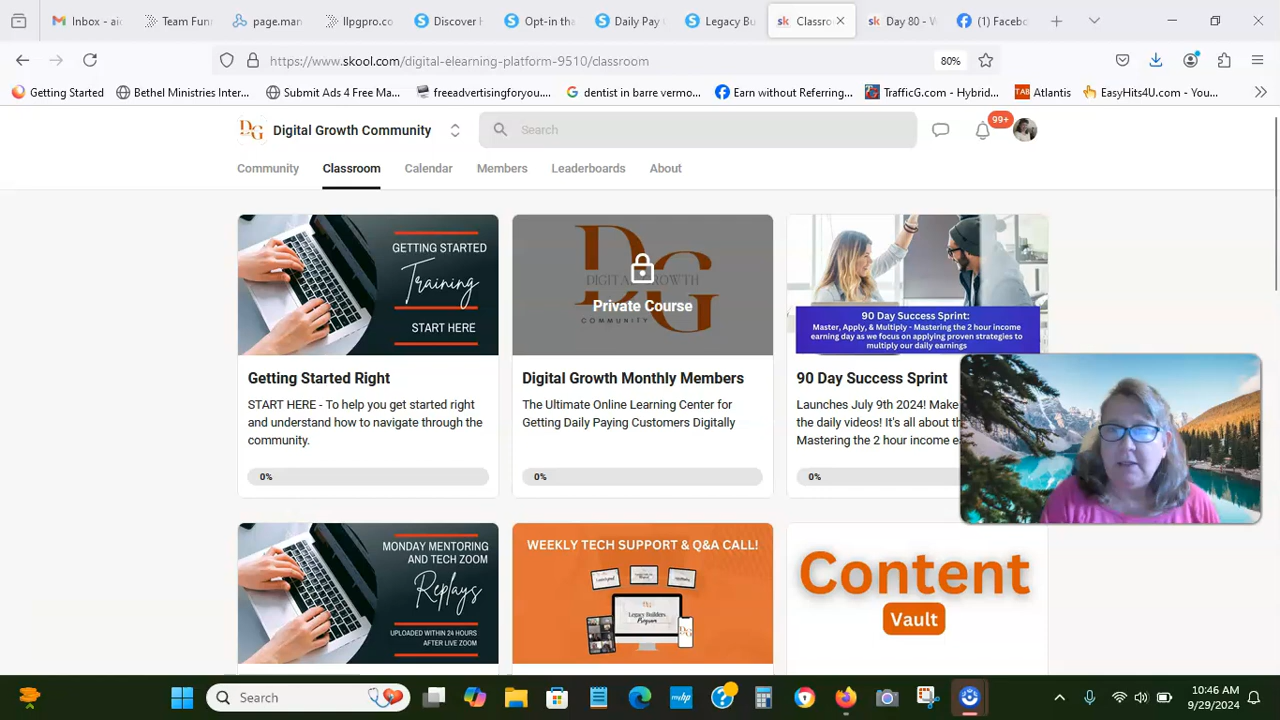 Inbox - aid
Team Fun
page.man
llpgpro.co
Discover H
Opt-in tha
Daily Pay C
Legacy Bu
Classro
Day 80 - W
(1) Facebo
https://www.skool.com/digital-elearning-platform-9510/classroom
80%
Getting Started
Bethel Ministries Inter...
Submit Ads 4 Free Ma...
freeadvertisingforyou....
dentist in barre vermo...
Earn without Referring...
TrafficG.com - Hybrid...
Atlantis
EasyHits4U.com - You...
DG
Digital Growth Community
Search
99+
Community
Classroom
Calendar
Members
Leaderboards
About
GETTING STARTED
Training
START HERE
Getting Started Right
START HERE - To help you get started right
and understand how to navigate through the
community.
0%
DIGITAL GROWTH
Private Course
COMMUNITY
Digital Growth Monthly Members
The Ultimate Online Learning Center for
Getting Daily Paying Customers Digitally
0%
90 Day Success Sprint:
Master, Apply, & Multiply - Mastering the 2 hour income
earning day as we focus on applying proven strategies to
multiply our daily earnings
90 Day Success Sprint
Launches July 9th 2024! Make
the daily videos! It's all about th
Mastering the 2 hour income e
0%
MONDAY MENTORING
AND TECH ZOOM
Replays
UPLOADED WITHIN 24 HOURS
AFTER LIVE ZOOM
WEEKLY TECH SUPPORT & Q&A CALL!
Legacy Builders
Program
Content
Vault
Search
10:46 AM
9/29/2024